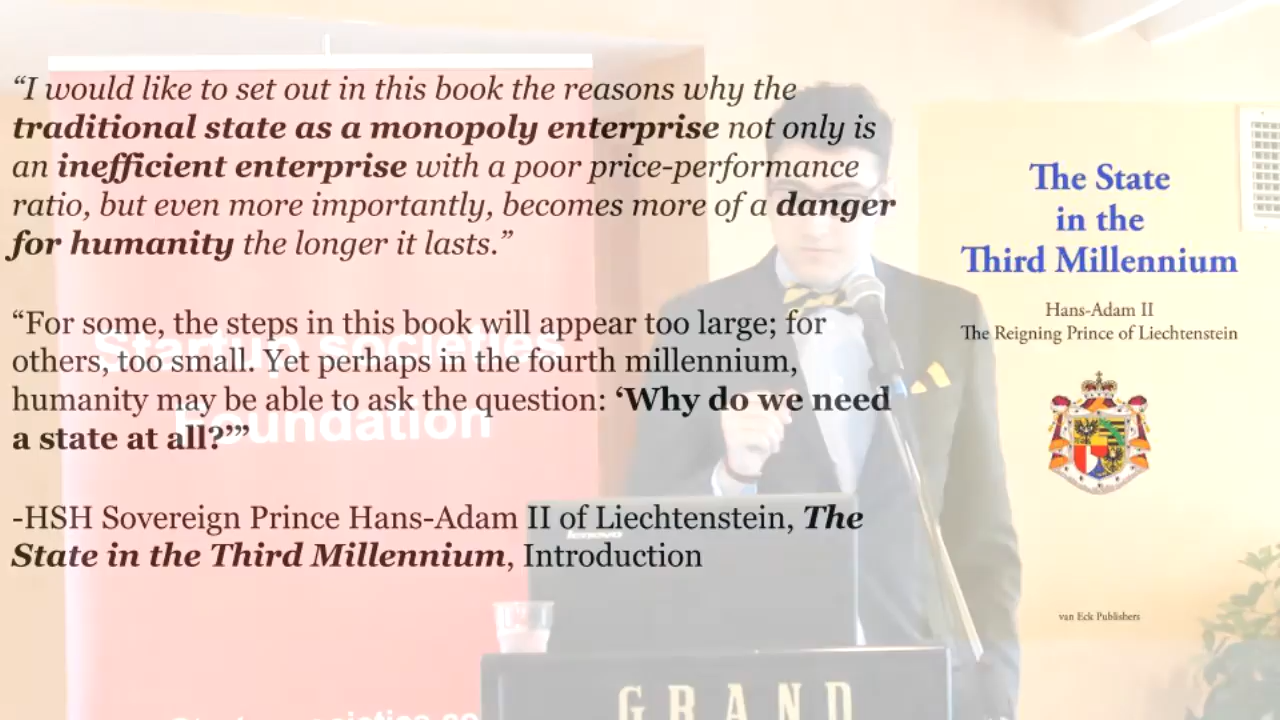 “I would like to set out in this book the reasons why the
traditional state as a monopoly enterprise not only is
an inefficient enterprise with a poor price-performance
ratio, but even more importantly, becomes more of a danger
for humanity the longer it lasts.”
“For some, the steps in this book will appear too large; for
others, too small. Yet perhaps in the fourth millennium,
humanity may be able to ask the question: ‘Why do we need
a state at all?’”
-HSH Sovereign Prince Hans-Adam II of Liechtenstein, The
State in the Third Millennium, Introduction
The State
in the
Third Millennium
Hans-Adam II
The Reigning Prince of Liechtenstein
van Eck Publishers
Startup societies
Foundation
lenovo
GRAND